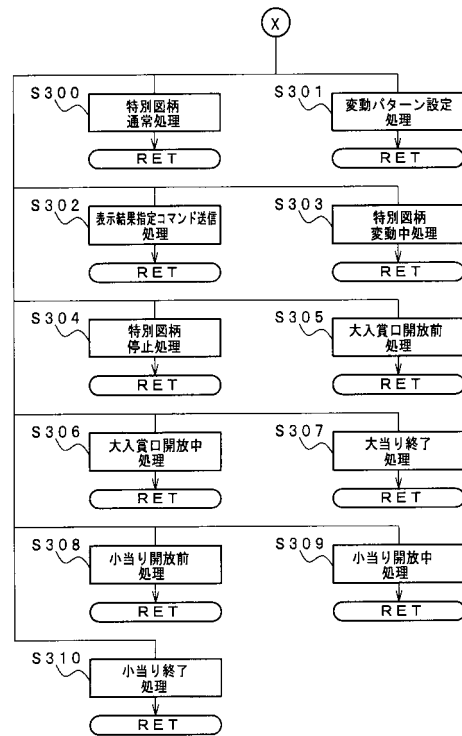 X
S300
特別図柄
通常処理
RET
S301
変動パターン設定
処理
RET
S302
表示結果指定コマンド送信
処理
RET
S303
特別図柄
変動中処理
RET
S304
特別図柄
停止処理
RET
S305
大入賞口開放前
処理
RET
S306
大入賞口開放中
処理
RET
S307
大当り終了
処理
RET
S308
小当り開放前
処理
RET
S309
小当り開放中
処理
RET
S310
小当り終了
処理
RET